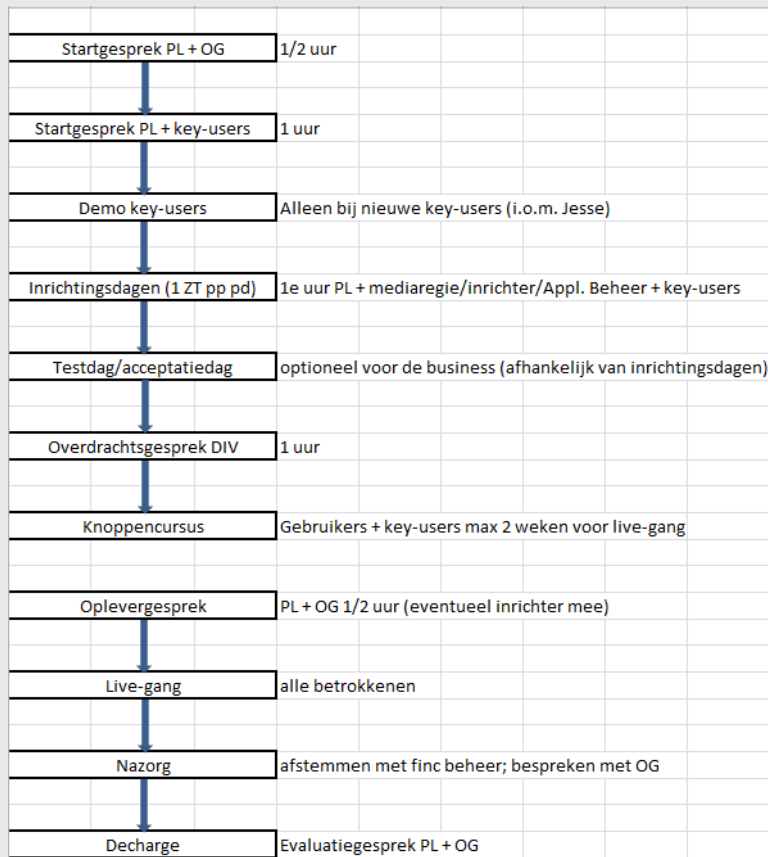 Startgesprek PL + OG 1/2 uur
Startgesprek PL + key-users 1 uur
Demo key-users Alleen bij nieuwe key-users (i.o.m. Jesse)
Inrichtingsdagen (1 ZT pp pd) 1e uur PL + mediaregie/inrichter/Appl. Beheer + key-users
Testdag/acceptatiedag optioneel voor de business (afhankelijk van inrichtingsdagen)
Overdrachtsgesprek DIV 1 uur
Knoppencursus Gebruikers + key-users max 2 weken voor live-gang
Oplevergesprek PL + OG 1/2 uur (eventueel inrichter mee)
Live-gang alle betrokkenen
Nazorg afstemmen met finc beheer; bespreken met OG
Decharge Evaluatiegesprek PL + OG